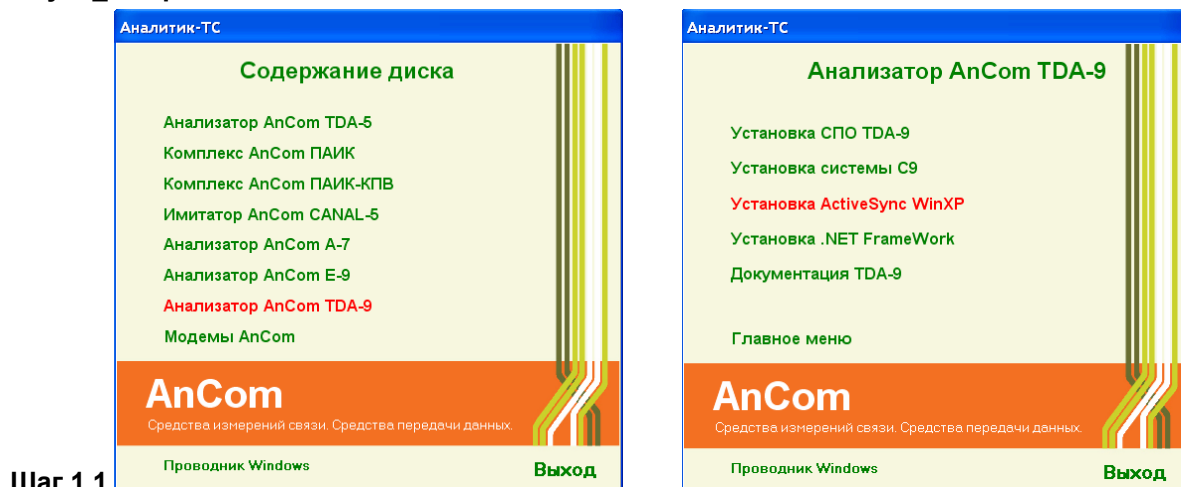 Аналитик-ТС
Содержание диска
Анализатор AnCom TDA-5
Комплекс AnCom ПАИК
Комплекс AnCom ПАИК-КПВ
Имитатор AnCom CANAL-5
Анализатор AnCom A-7
Анализатор AnCom E-9
Анализатор AnCom TDA-9
Модемы AnCom
AnCom
Средства измерений связи. Средства передачи данных.
Проводник Windows
Выход
Аналитик-ТС
Анализатор AnCom TDA-9
Установка СПО TDA-9
Установка системы С9
Установка ActiveSync WinXP
Установка .NET FrameWork
Документация TDA-9
Главное меню
AnCom
Средства измерений связи. Средства передачи данных.
Проводник Windows
Выход
Шаг 1.1